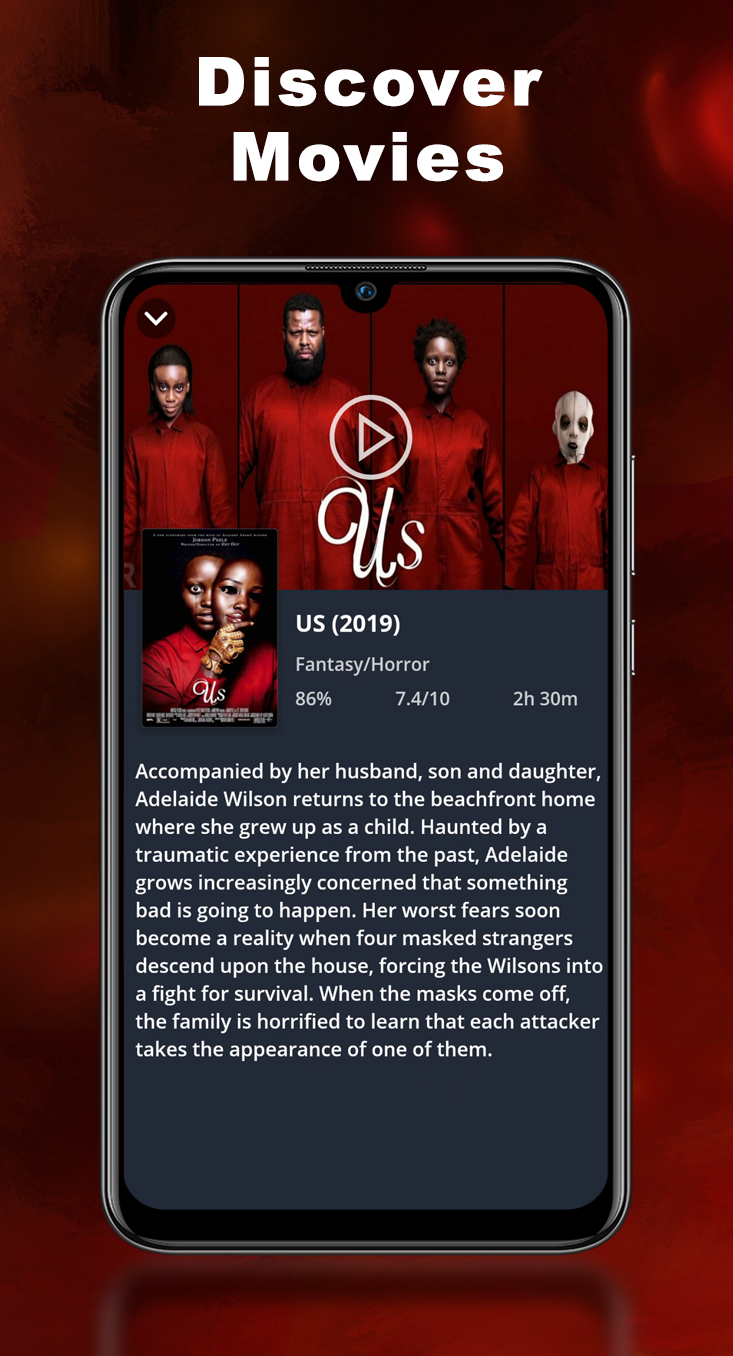 Discover
Movies
Us
JORDAN PEELE
Us
US (2019)
Fantasy/Horror
86% 7.4/10 2h 30m
Accompanied by her husband, son and daughter,
Adelaide Wilson returns to the beachfront home
where she grew up as a child. Haunted by a
traumatic experience from the past, Adelaide
grows increasingly concerned that something
bad is going to happen. Her worst fears soon
become a reality when four masked strangers
descend upon the house, forcing the Wilsons into
a fight for survival. When the masks come off,
the family is horrified to learn that each attacker
takes the appearance of one of them.